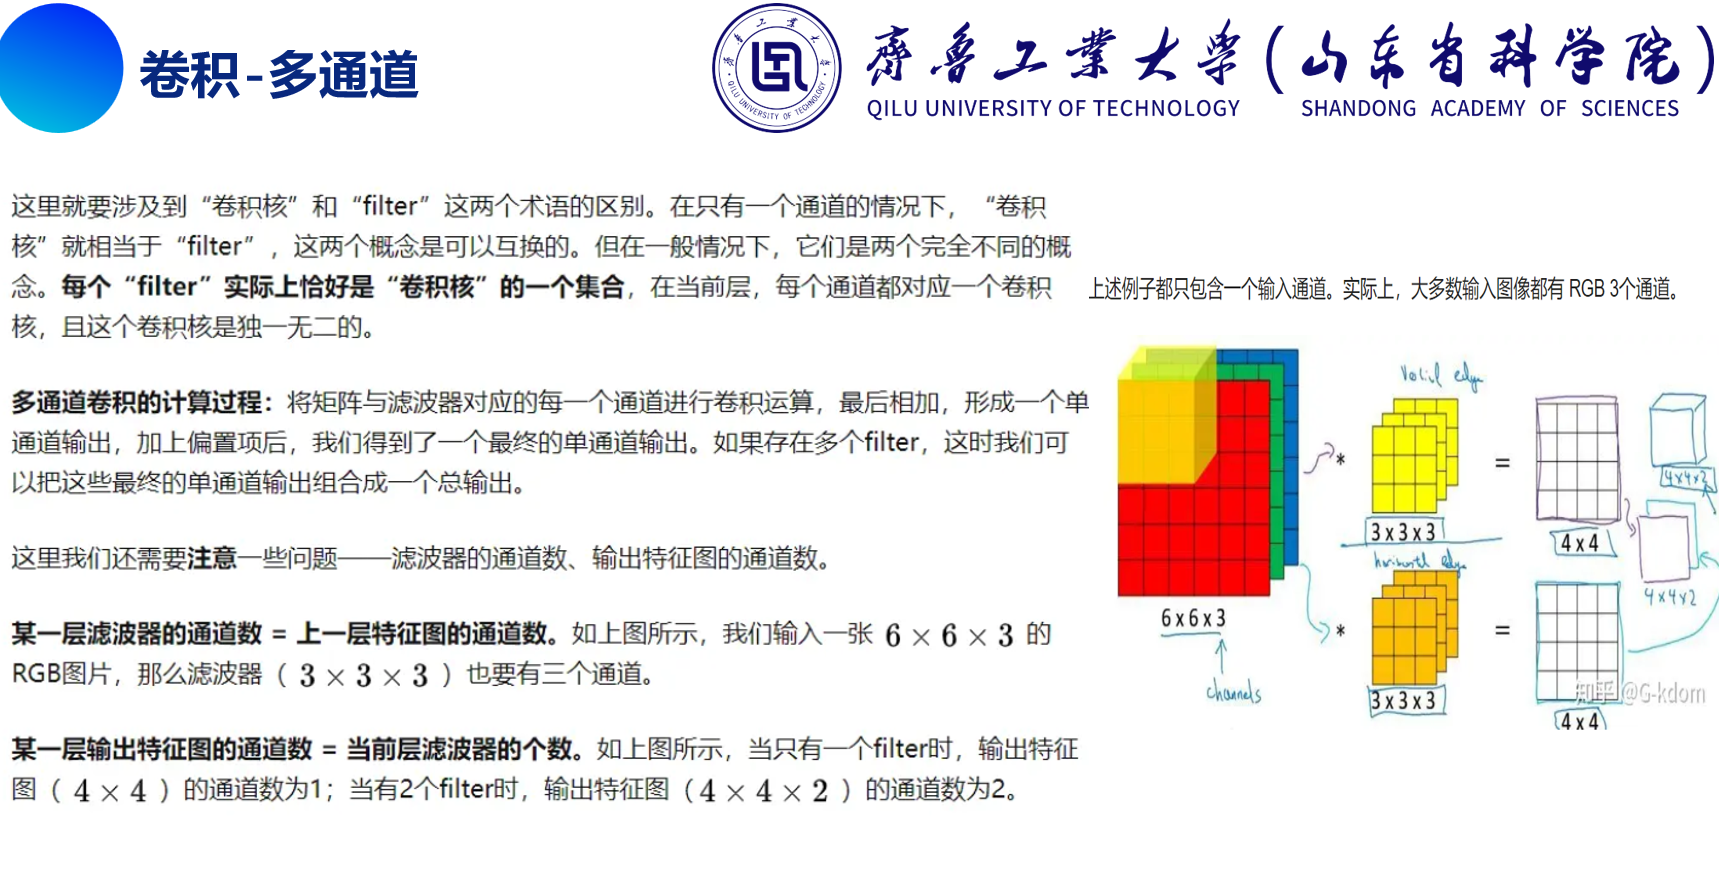 卷积-多通道
齊魯工業大学(山东省科学院)
QILU UNIVERSITY OF TECHNOLOGY SHANDONG ACADEMY OF SCIENCES
这里就要涉及到“卷积核”和“filter”这两个术语的区别。在只有一个通道的情况下，“卷积
核”就相当于“filter”，这两个概念是可以互换的。但在一般情况下，它们是两个完全不同的概
念。每个“filter”实际上恰好是“卷积核”的一个集合，在当前层，每个通道都对应一个卷积
核，且这个卷积核是独一无二的。
多通道卷积的计算过程：将矩阵与滤波器对应的每一个通道进行卷积运算，最后相加，形成一个单
通道输出，加上偏置项后，我们得到了一个最终的单通道输出。如果存在多个filter，这时我们可
以把这些最终的单通道输出组合成一个总输出。
这里我们还需要注意一些问题——滤波器的通道数、输出特征图的通道数。
某一层滤波器的通道数 = 上一层特征图的通道数。如上图所示，我们输入一张 6 × 6 × 3 的
RGB图片，那么滤波器（ 3 × 3 × 3 ）也要有三个通道。
某一层输出特征图的通道数 = 当前层滤波器的个数。如上图所示，当只有一个filter时，输出特征
图（ 4 × 4 ）的通道数为1；当有2个filter时，输出特征图（ 4 × 4 × 2 ）的通道数为2。
上述例子都只包含一个输入通道。实际上，大多数输入图像都有 RGB 3个通道。
*
=
3 x 3 x 3
4 x 4
4x4x2
6 x 6 x 3
channels
*
=
3 x 3 x 3
4 x 4
4x4x2
知乎 @G-kdom